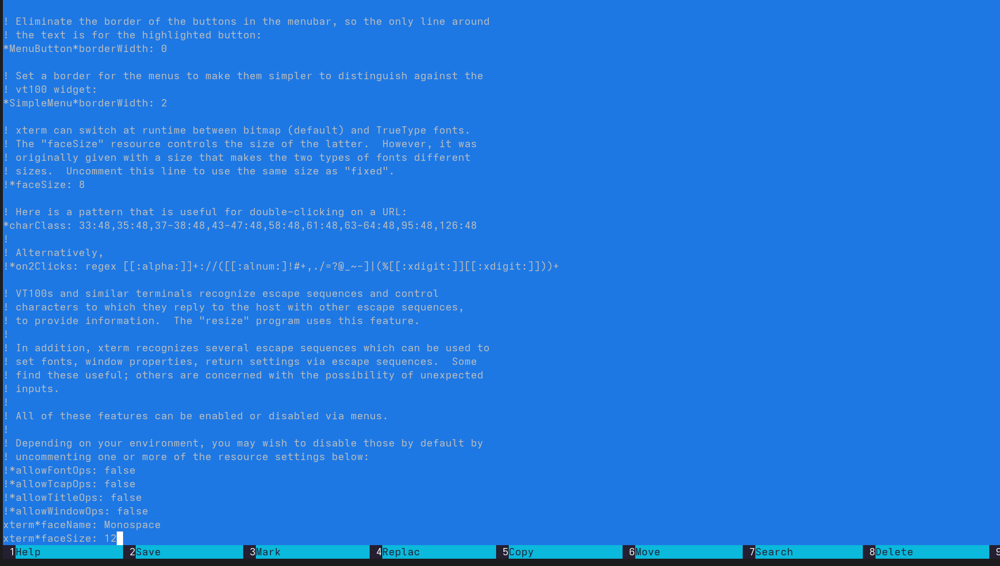 ! Eliminate the border of the buttons in the menubar, so the only line around
! the text is for the highlighted button:
*MenuButton*borderWidth: 0
! Set a border for the menus to make them simpler to distinguish against the
! vt100 widget:
*SimpleMenu*borderWidth: 2
! xterm can switch at runtime between bitmap (default) and TrueType fonts.
! The "faceSize" resource controls the size of the latter.  However, it was
! originally given with a size that makes the two types of fonts different
! sizes.  Uncomment this line to use the same size as "fixed".
!*faceSize: 8
! Here is a pattern that is useful for double-clicking on a URL:
*charClass: 33:48,35:48,37-38:48,43-47:48,58:48,61:48,63-64:48,95:48,126:48
!
! Alternatively,
!*on2Clicks: regex [[:alpha:]]+://([[:alnum:]!#+,./=?@_~-]|(%[[:xdigit:]][[:xdigit:]]))+
! VT100s and similar terminals recognize escape sequences and control
! characters to which they reply to the host with other escape sequences,
! to provide information.  The "resize" program uses this feature.
!
! In addition, xterm recognizes several escape sequences which can be used to
! set fonts, window properties, return settings via escape sequences.  Some
! find these useful; others are concerned with the possibility of unexpected
! inputs.
!
! All of these features can be enabled or disabled via menus.
!
! Depending on your environment, you may wish to disable those by default by
! uncommenting one or more of the resource settings below:
!*allowFontOps: false
!*allowTcapOps: false
!*allowTitleOps: false
!*allowWindowOps: false
xterm*faceName: Monospace
xterm*faceSize: 12
1Help 2Save 3Mark 4Replac 5Copy 6Move 7Search 8Delete 9